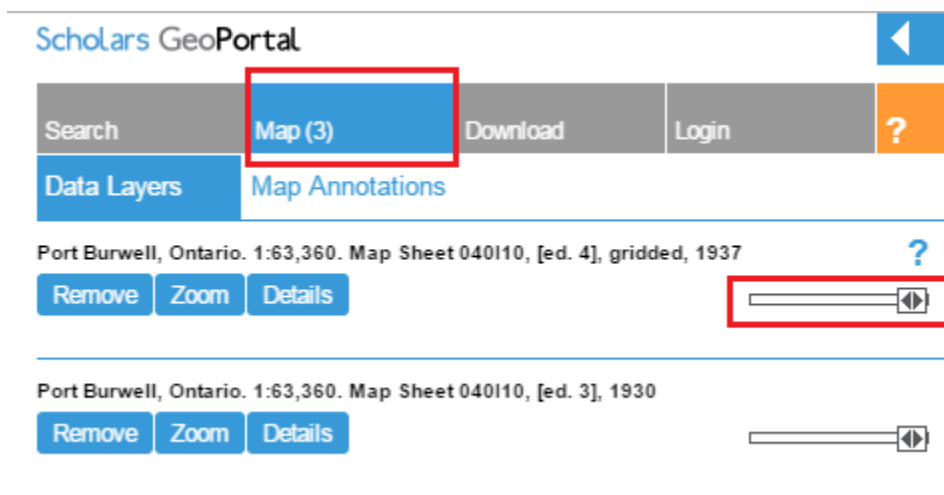 Scholars GeoPortal
Search Map (3) Download Login ?
Data Layers Map Annotations
Port Burwell, Ontario. 1:63,360. Map Sheet 040I10, [ed. 4], gridded, 1937 ?
Remove Zoom Details
Port Burwell, Ontario. 1:63,360. Map Sheet 040I10, [ed. 3], 1930
Remove Zoom Details